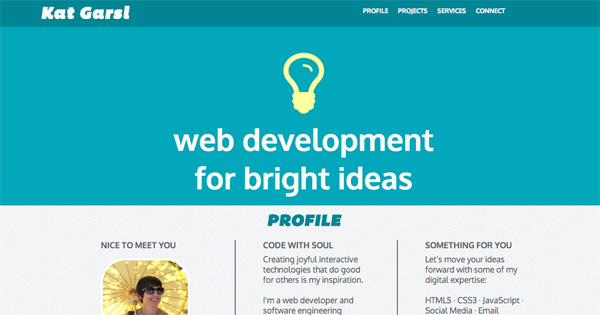 Kat Garsi
PROFILE PROJECTS SERVICES CONNECT
web development
for bright ideas
PROFILE
NICE TO MEET YOU
CODE WITH SOUL
Creating joyful interactive
technologies that do good
for others is my inspiration.
I'm a web developer and
software engineering
SOMETHING FOR YOU
Let's move your ideas
forward with some of my
digital expertise:
HTML5 · CSS3 · JavaScript ·
Social Media · Email